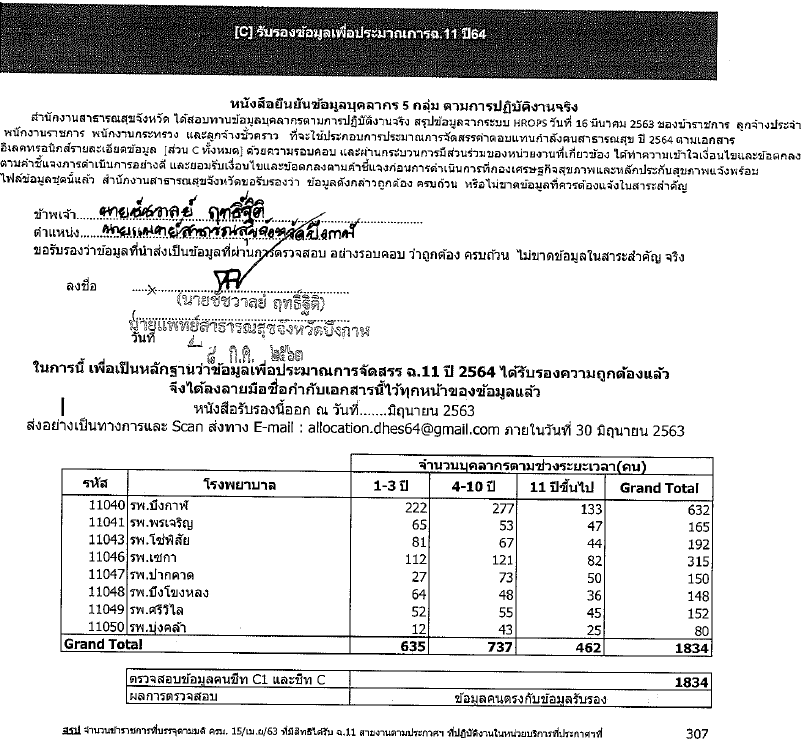 [C] รับรองข้อมูลเพื่อประมาณการฉ.11 ปี64
หนังสือยืนยันข้อมูลบุคลากร 5 กลุ่ม ตามการปฏิบัติงานจริง
สำนักงานสาธารณสุขจังหวัด ได้สอบทานข้อมูลบุคลากรตามการปฏิบัติงานจริง สรุปข้อมูลจากระบบ HROPS วันที่ 16 มีนาคม 2563 ของข้าราชการ ลูกจ้างประจำ
พนักงานราชการ พนักงานกระทรวง และลูกจ้างชั่วคราว ที่จะใช้ประกอบการประมาณการจัดสรรค่าตอบแทนกำลังคนสาธารณสุข ปี 2564 ตามเอกสาร
อิเลคทรอนิกส์รายละเอียดข้อมูล [ส่วน C ทั้งหมด] ด้วยความรอบคอบ และผ่านกระบวนการมีส่วนร่วมของหน่วยงานที่เกี่ยวข้อง ได้ทำความเข้าใจเงื่อนไขและข้อตกลง
ตามคำชี้แจงการดำเนินการอย่างดี และยอมรับเงื่อนไขและข้อตกลงตามคำชี้แจงก่อนการดำเนินการที่กองเศรษฐกิจสุขภาพและหลักประกันสุขภาพแจ้งพร้อม
ไฟล์ข้อมูลชุดนี้แล้ว สำนักงานสาธารณสุขจังหวัดขอรับรองว่า ข้อมูลดังกล่าวถูกต้อง ครบถ้วน หรือไม่ขาดข้อมูลที่ควรต้องแจ้งในสาระสำคัญ
ข้าพเจ้า....นายชัชวาลย์ ฤทธิ์ฐิติ
ตำแหน่ง....นายแพทย์สาธารณสุขจังหวัดบึงกาฬ
ขอรับรองว่าข้อมูลที่นำส่งเป็นข้อมูลที่ผ่านการตรวจสอบ อย่างรอบคอบ ว่าถูกต้อง ครบถ้วน ไม่ขาดข้อมูลในสาระสำคัญ จริง
ลงชื่อ ....x....
(นายชัชวาลย์ ฤทธิ์ฐิติ)
นายแพทย์สาธารณสุขจังหวัดบึงกาฬ
วันที่ ๘ ก.ค. ๒๕๖๓
ในการนี้ เพื่อเป็นหลักฐานว่าข้อมูลเพื่อประมาณการจัดสรร ฉ.11 ปี 2564 ได้รับรองความถูกต้องแล้ว
จึงได้ลงลายมือชื่อกำกับเอกสารนี้ไว้ทุกหน้าของข้อมูลแล้ว
หนังสือรับรองนี้ออก ณ วันที่.......มิถุนายน 2563
ส่งอย่างเป็นทางการและ Scan ส่งทาง E-mail : allocation.dhes64@gmail.com ภายในวันที่ 30 มิถุนายน 2563
จำนวนบุคลากรตามช่วงระยะเวลา(คน)
รหัส โรงพยาบาล 1-3 ปี 4-10 ปี 11 ปีขึ้นไป Grand Total
11040 รพ.บึงกาฬ 222 277 133 632
11041 รพ.พรเจริญ 65 53 47 165
11043 รพ.โซ่พิสัย 81 67 44 192
11046 รพ.เซกา 112 121 82 315
11047 รพ.ปากคาด 27 73 50 150
11048 รพ.บึงโขงหลง 64 48 36 148
11049 รพ.ศรีวิไล 52 55 45 152
11050 รพ.บุ่งคล้า 12 43 25 80
Grand Total 635 737 462 1834
ตรวจสอบข้อมูลคนชีท C1 และชีท C 1834
ผลการตรวจสอบ ข้อมูลคนตรงกับข้อมูลรับรอง
สรุป จำนวนข้าราชการที่บรรจุตามมติ ครม. 15/เม.ย/63 ที่มีสิทธิได้รับ ฉ.11 สายงานตามประกาศฯ ที่ปฏิบัติงานในหน่วยบริการที่ประกาศฯที่ 307